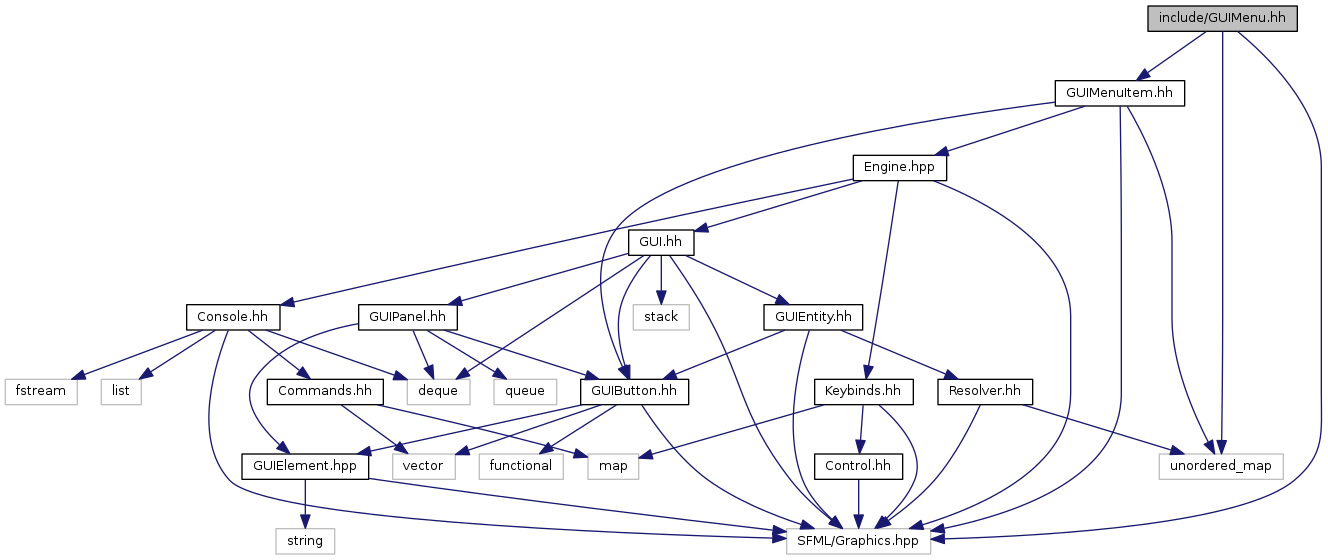 include/GUIMenu.hh
GUIMenuItem.hh
Engine.hpp
GUI.hh
Console.hh
GUIPanel.hh
stack
GUIEntity.hh
fstream
list
Commands.hh
deque
queue
GUIButton.hh
Keybinds.hh
Resolver.hh
GUIElement.hpp
vector
functional
map
Control.hh
unordered_map
string
SFML/Graphics.hpp